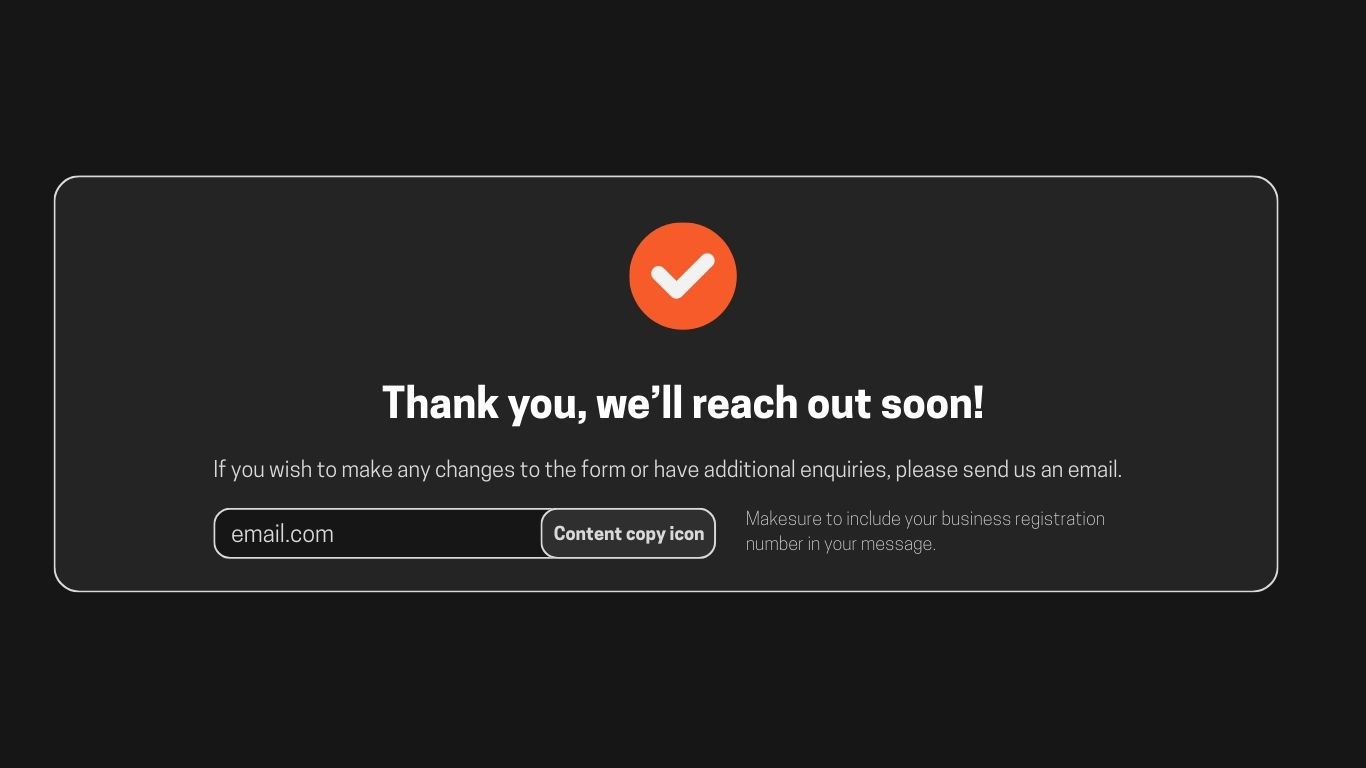 Thank you, we’ll reach out soon!
If you wish to make any changes to the form or have additional enquiries, please send us an email.
email.com
Content copy icon
Makesure to include your business registration
number in your message.